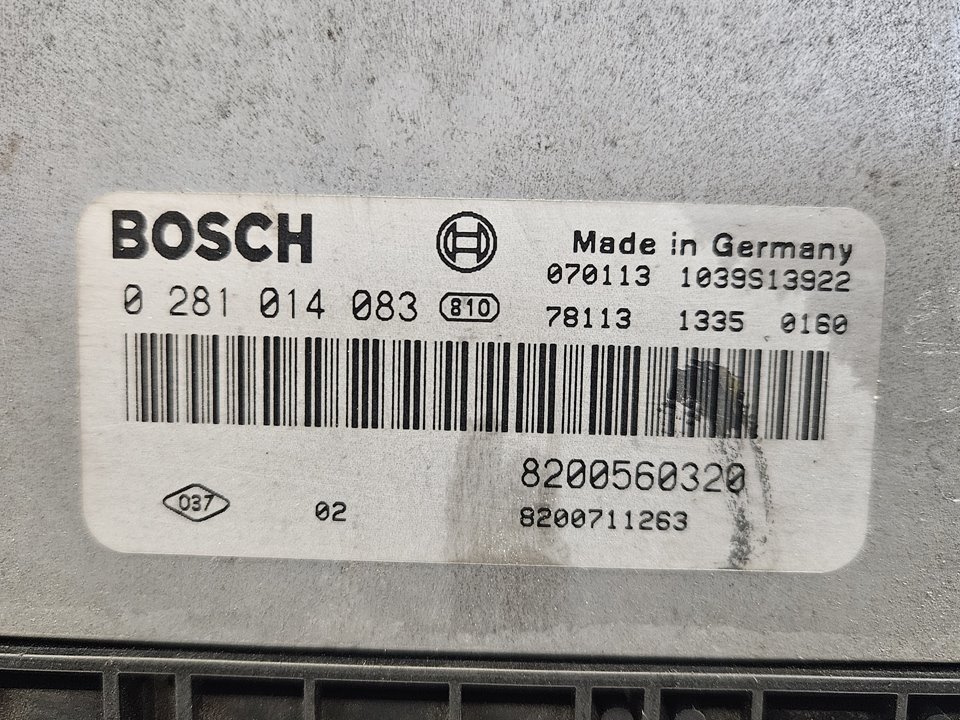 BOSCH
Made in Germany
070113 1039S13922
0 281 014 083 810
78113 1335 0160
8200560320
037 02
8200711263